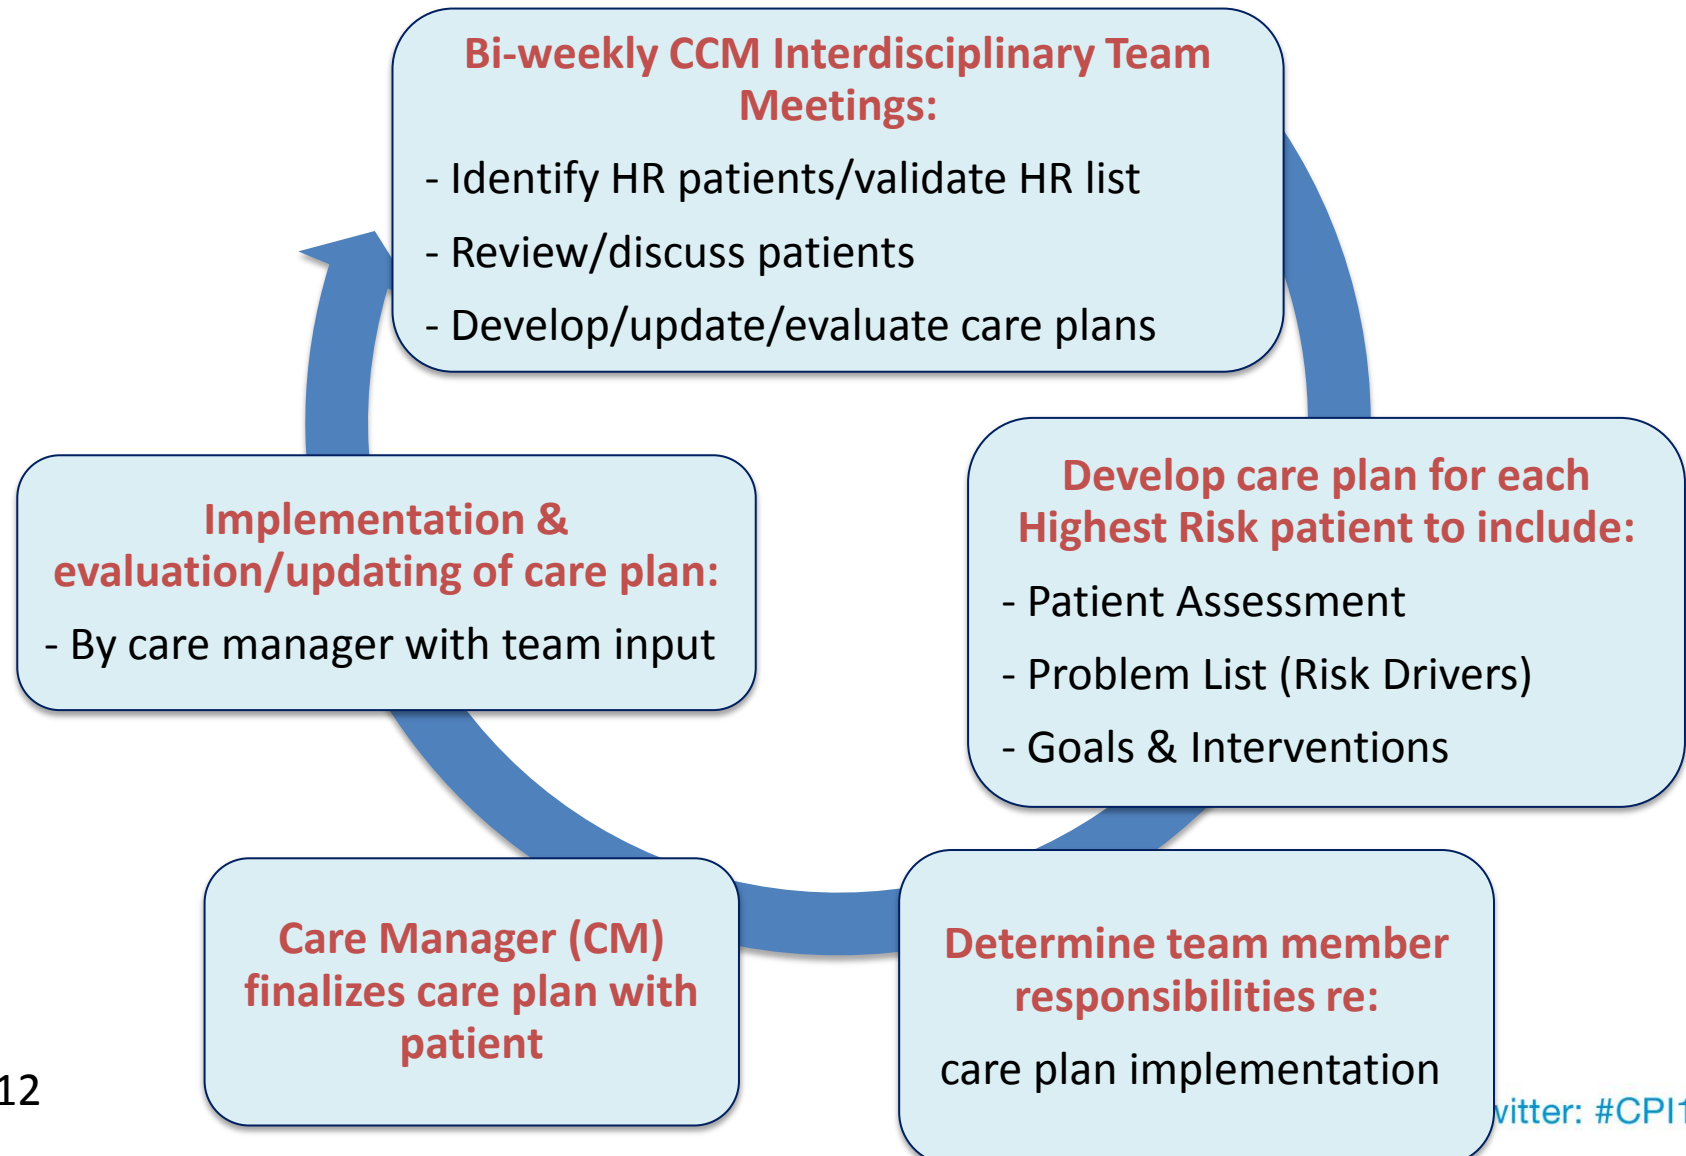 Bi-weekly CCM Interdisciplinary Team
Meetings:
- Identify HR patients/validate HR list
- Review/discuss patients
- Develop/update/evaluate care plans
Develop care plan for each
Highest Risk patient to include:
- Patient Assessment
- Problem List (Risk Drivers)
- Goals & Interventions
Determine team member
responsibilities re:
care plan implementation
Care Manager (CM)
finalizes care plan with
patient
Implementation &
evaluation/updating of care plan:
- By care manager with team input
12
witter: #CPI1